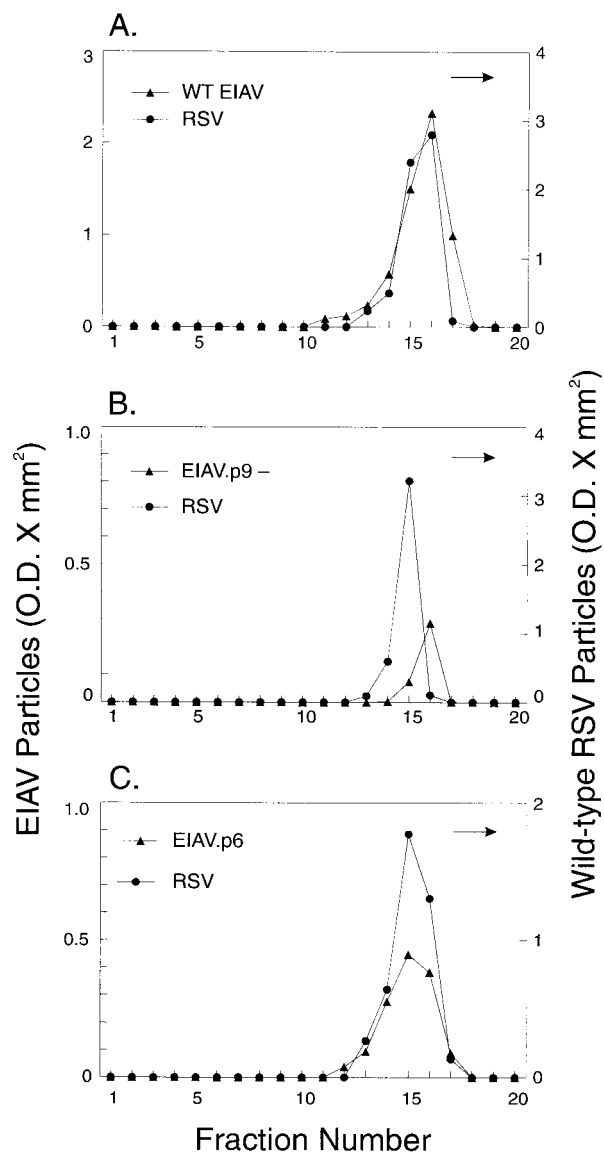 A.
3
2
1
0
4
3
2
1
0
WT EIAV
RSV
1 5 10 15 20
B.
1.0
0.5
0
4
3
2
1
0
EIAV.p9 –
RSV
1 5 10 15 20
C.
1.0
0.5
0
2
1
0
EIAV.p6
RSV
1 5 10 15 20
EIAV Particles (O.D. X mm²)
Wild-type RSV Particles (O.D. X mm²)
Fraction Number